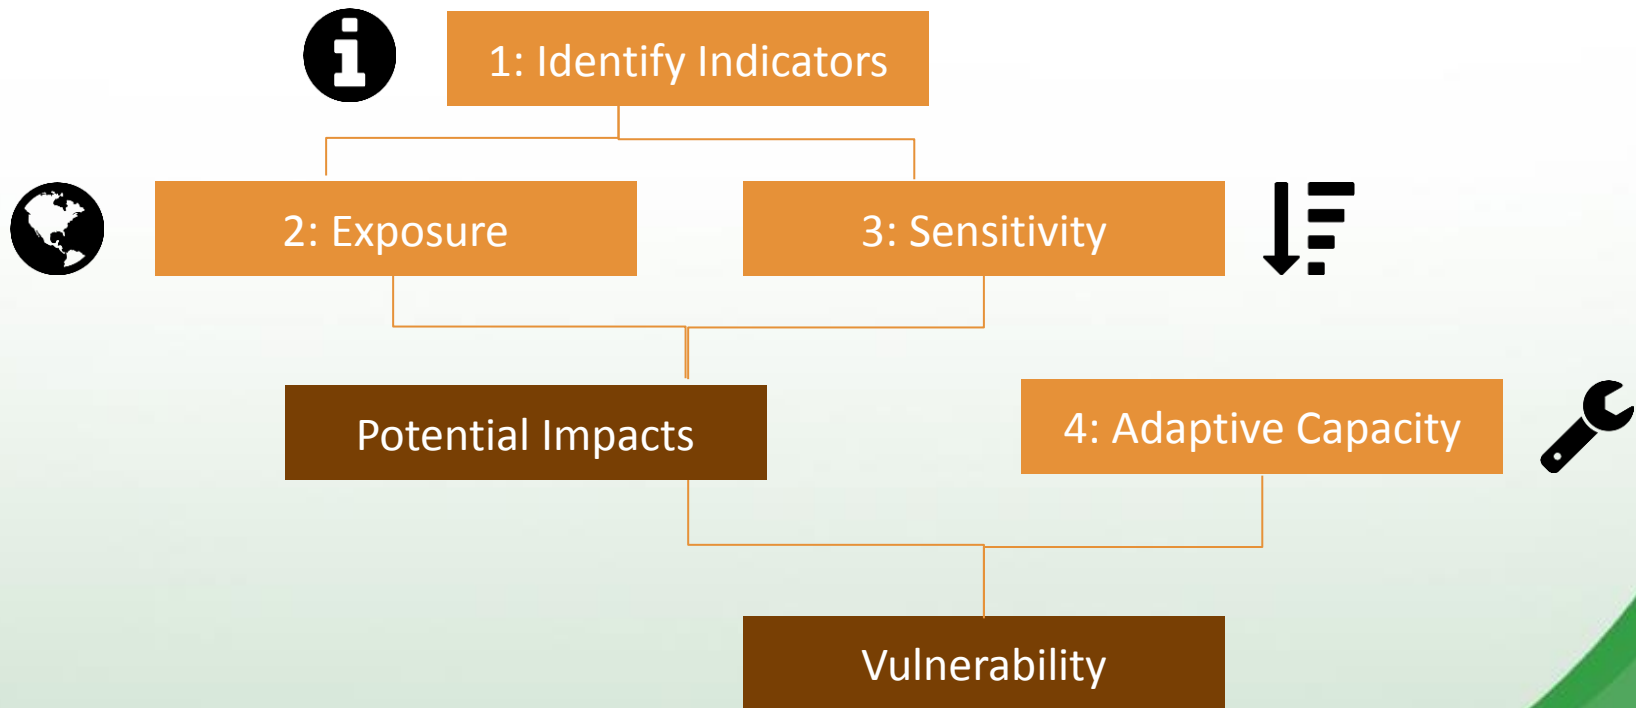 1: Identify Indicators
2: Exposure
3: Sensitivity
Potential Impacts
4: Adaptive Capacity
Vulnerability